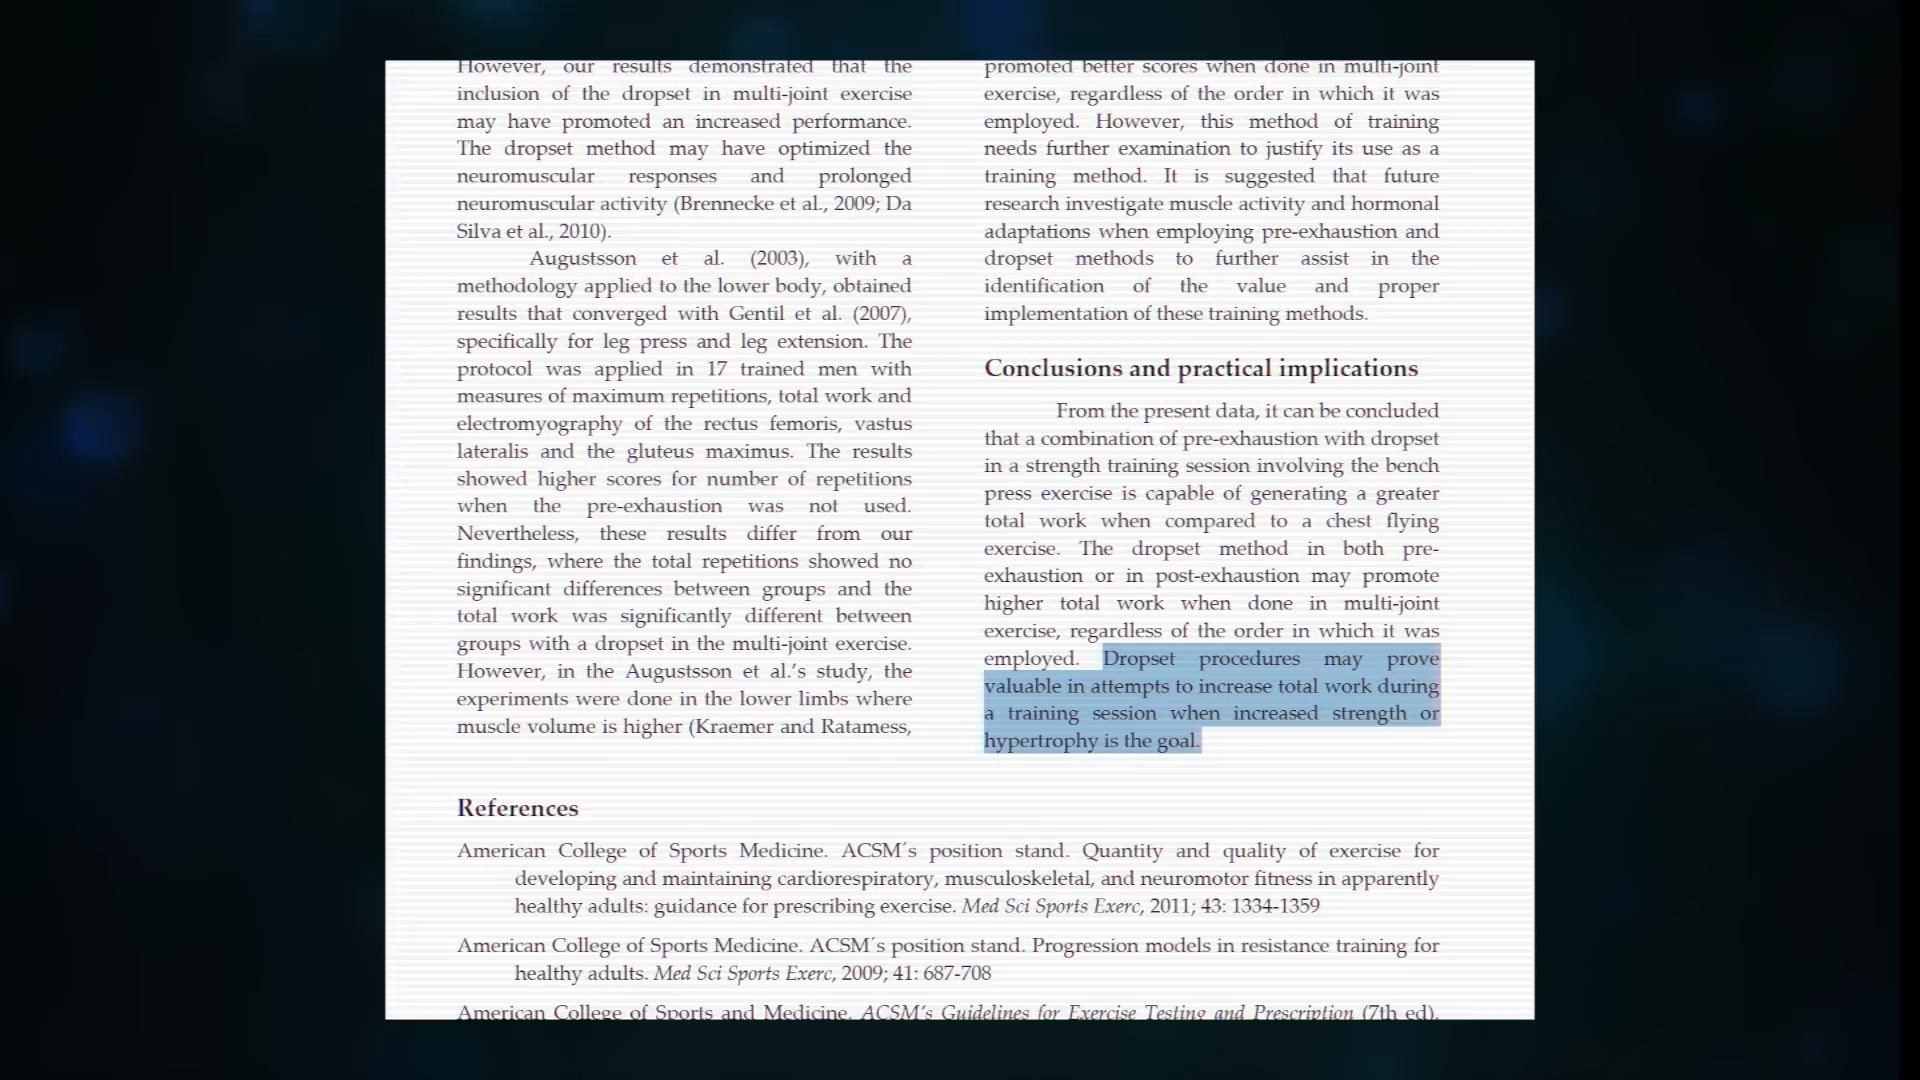 However, our results demonstrated that the
inclusion of the dropset in multi-joint exercise
may have promoted an increased performance.
The dropset method may have optimized the
neuromuscular responses and prolonged
neuromuscular activity (Brennecke et al., 2009; Da
Silva et al., 2010).
Augustsson et al. (2003), with a
methodology applied to the lower body, obtained
results that converged with Gentil et al. (2007),
specifically for leg press and leg extension. The
protocol was applied in 17 trained men with
measures of maximum repetitions, total work and
electromyography of the rectus femoris, vastus
lateralis and the gluteus maximus. The results
showed higher scores for number of repetitions
when the pre-exhaustion was not used.
Nevertheless, these results differ from our
findings, where the total repetitions showed no
significant differences between groups and the
total work was significantly different between
groups with a dropset in the multi-joint exercise.
However, in the Augustsson et al.'s study, the
experiments were done in the lower limbs where
muscle volume is higher (Kraemer and Ratamess,
promoted better scores when done in multi-joint
exercise, regardless of the order in which it was
employed. However, this method of training
needs further examination to justify its use as a
training method. It is suggested that future
research investigate muscle activity and hormonal
adaptations when employing pre-exhaustion and
dropset methods to further assist in the
identification of the value and proper
implementation of these training methods.
Conclusions and practical implications
From the present data, it can be concluded
that a combination of pre-exhaustion with dropset
in a strength training session involving the bench
press exercise is capable of generating a greater
total work when compared to a chest flying
exercise. The dropset method in both pre-
exhaustion or in post-exhaustion may promote
higher total work when done in multi-joint
exercise, regardless of the order in which it was
employed. Dropset procedures may prove
valuable in attempts to increase total work during
a training session when increased strength or
hypertrophy is the goal.
References
American College of Sports Medicine. ACSM´s position stand. Quantity and quality of exercise for
developing and maintaining cardiorespiratory, musculoskeletal, and neuromotor fitness in apparently
healthy adults: guidance for prescribing exercise. Med Sci Sports Exerc, 2011; 43: 1334-1359
American College of Sports Medicine. ACSM´s position stand. Progression models in resistance training for
healthy adults. Med Sci Sports Exerc, 2009; 41: 687-708
American College of Sports and Medicine. ACSM's Guidelines for Exercise Testing and Prescription (7th ed).